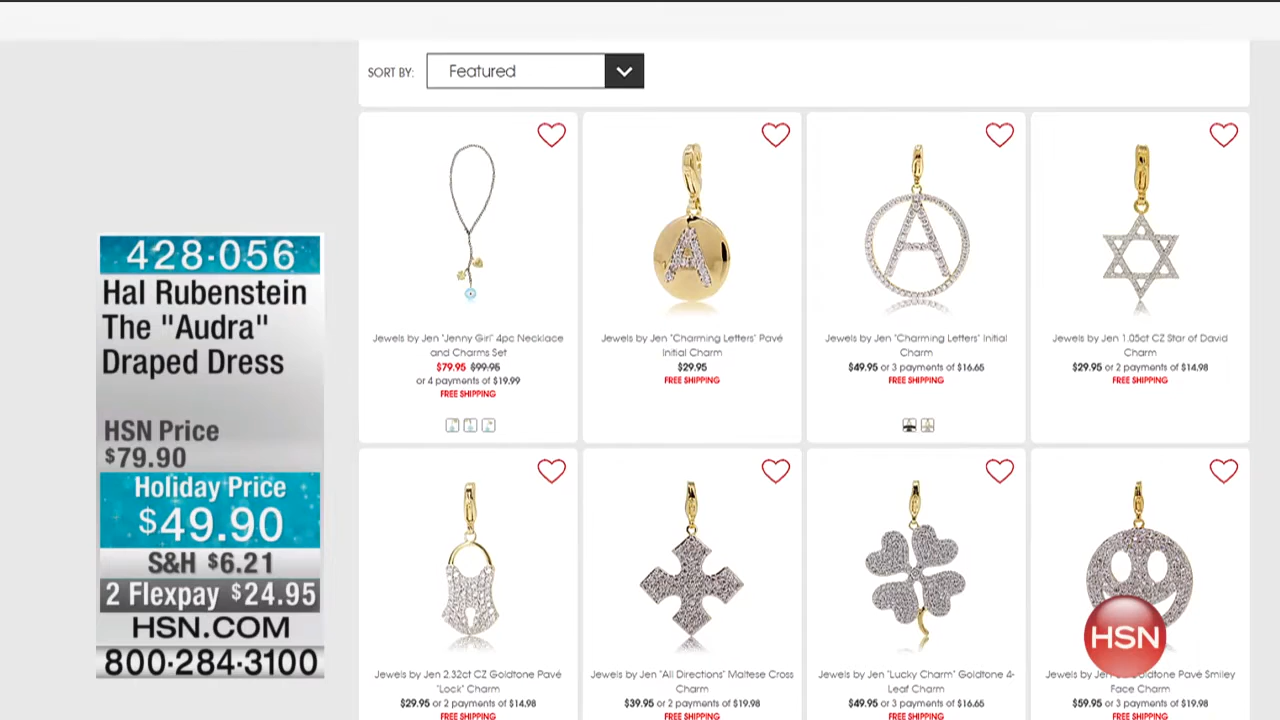 SORT BY:
Featured
428-056
Hal Rubenstein
The "Audra"
Draped Dress
HSN Price
$79.90
Holiday Price
$49.90
S&H $6.21
2 Flexpay $24.95
HSN.COM
800-284-3100
Jewels by Jen "Jenny Girl" 4pc Necklace
and Charms Set
$79.95 $99.95
or 4 payments of $19.99
FREE SHIPPING
Jewels by Jen "Charming Letters" Pavé
Initial Charm
$29.95
FREE SHIPPING
Jewels by Jen "Charming Letters" Initial
Charm
$49.95 or 3 payments of $16.65
FREE SHIPPING
Jewels by Jen 1.05ct CZ Star of David
Charm
$29.95 or 2 payments of $14.98
FREE SHIPPING
Jewels by Jen 2.32ct CZ Goldtone Pavé
"Lock" Charm
$29.95 or 2 payments of $14.98
FREE SHIPPING
Jewels by Jen "All Directions" Maltese Cross
Charm
$39.95 or 2 payments of $19.98
FREE SHIPPING
Jewels by Jen "Lucky Charm" Goldtone 4-
Leaf Charm
$49.95 or 3 payments of $16.65
FREE SHIPPING
HSN
Jewels by Jen Goldtone Pavé Smiley
Face Charm
$59.95 or 3 payments of $19.98
FREE SHIPPING